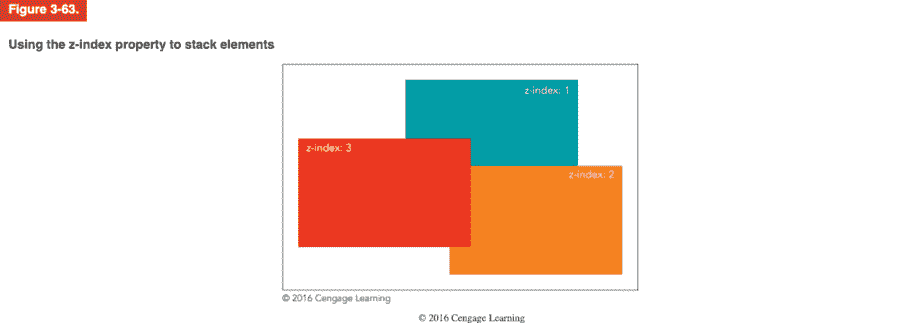 Figure 3-63.
Using the z-index property to stack elements
z-index: 1
z-index: 3
z-index: 2
© 2016 Cengage Learning
© 2016 Cengage Learning